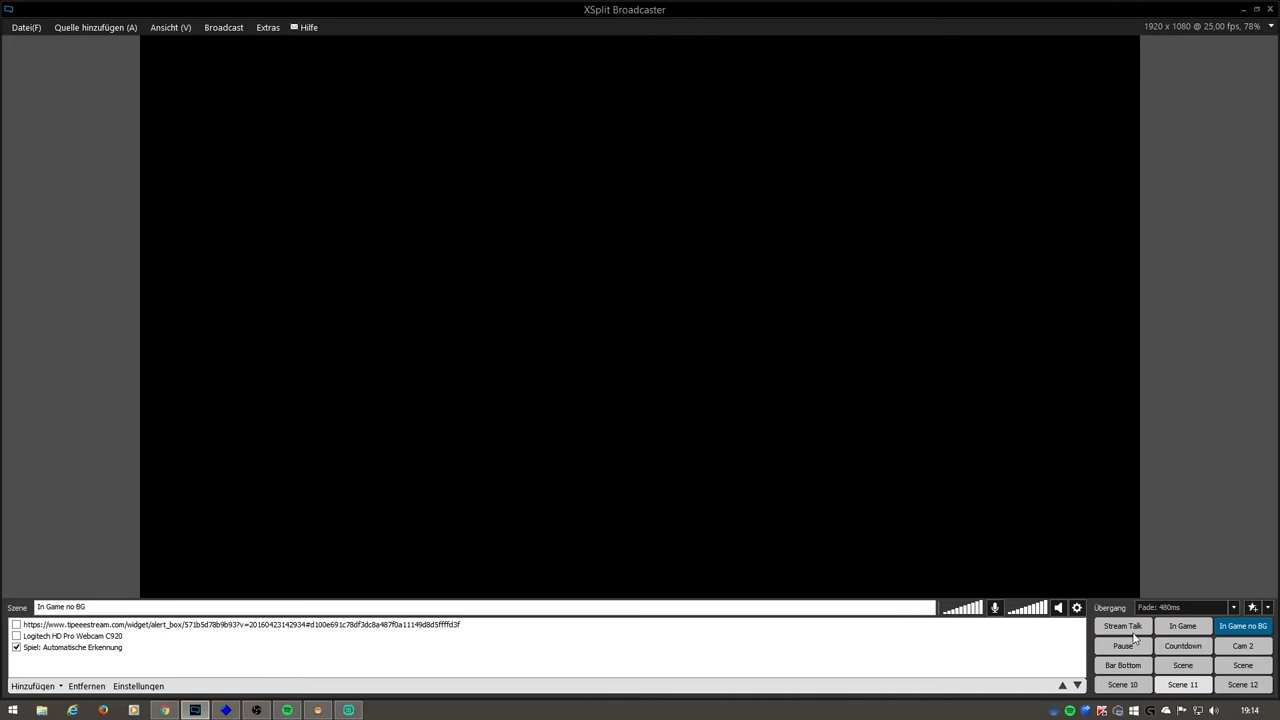 XSplit Broadcaster
Datei(F) Quelle hinzufügen (A) Ansicht (V) Broadcast Extras Hilfe 1920 x 1080 @ 25,00 fps, 78%
Szene In Game no BG Übergang Fade: 480ms
https://www.tipeeestream.com/widget/alert_box/571b5d78b9b93?v=20160423142934#d100e691c78df3dc8a487f0a11149d8d5ffffd3f
Logitech HD Pro Webcam C920
Spiel: Automatische Erkennung
Stream Talk In Game In Game no BG
Pause Countdown Cam 2
Bar Bottom Scene Scene
Scene 10 Scene 11 Scene 12
Hinzufügen Entfernen Einstellungen
19:14